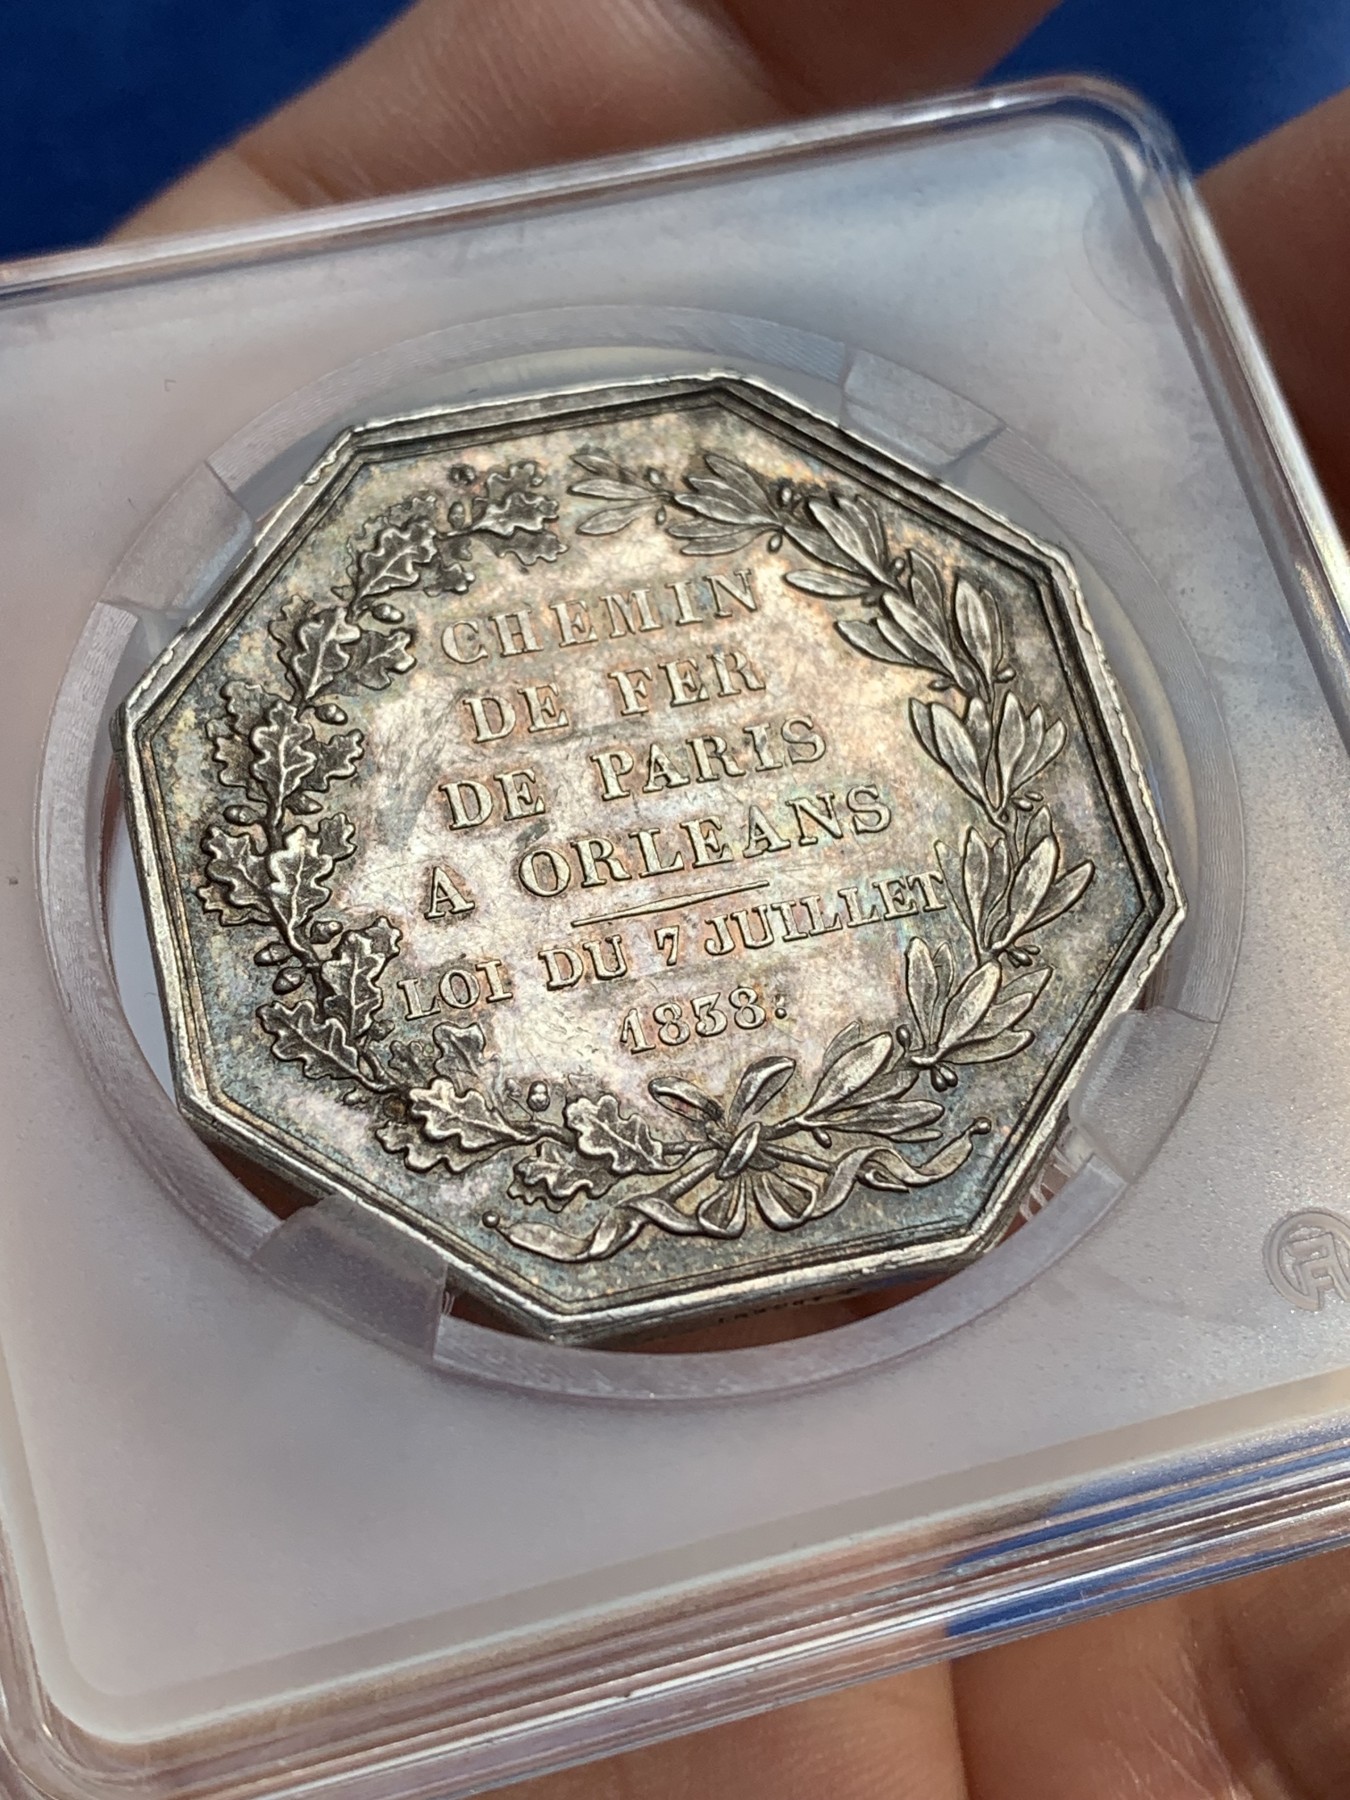 CHEMIN
DE FER
DE PARIS
A ORLEANS
LOI DU 7 JUILLET
1838: